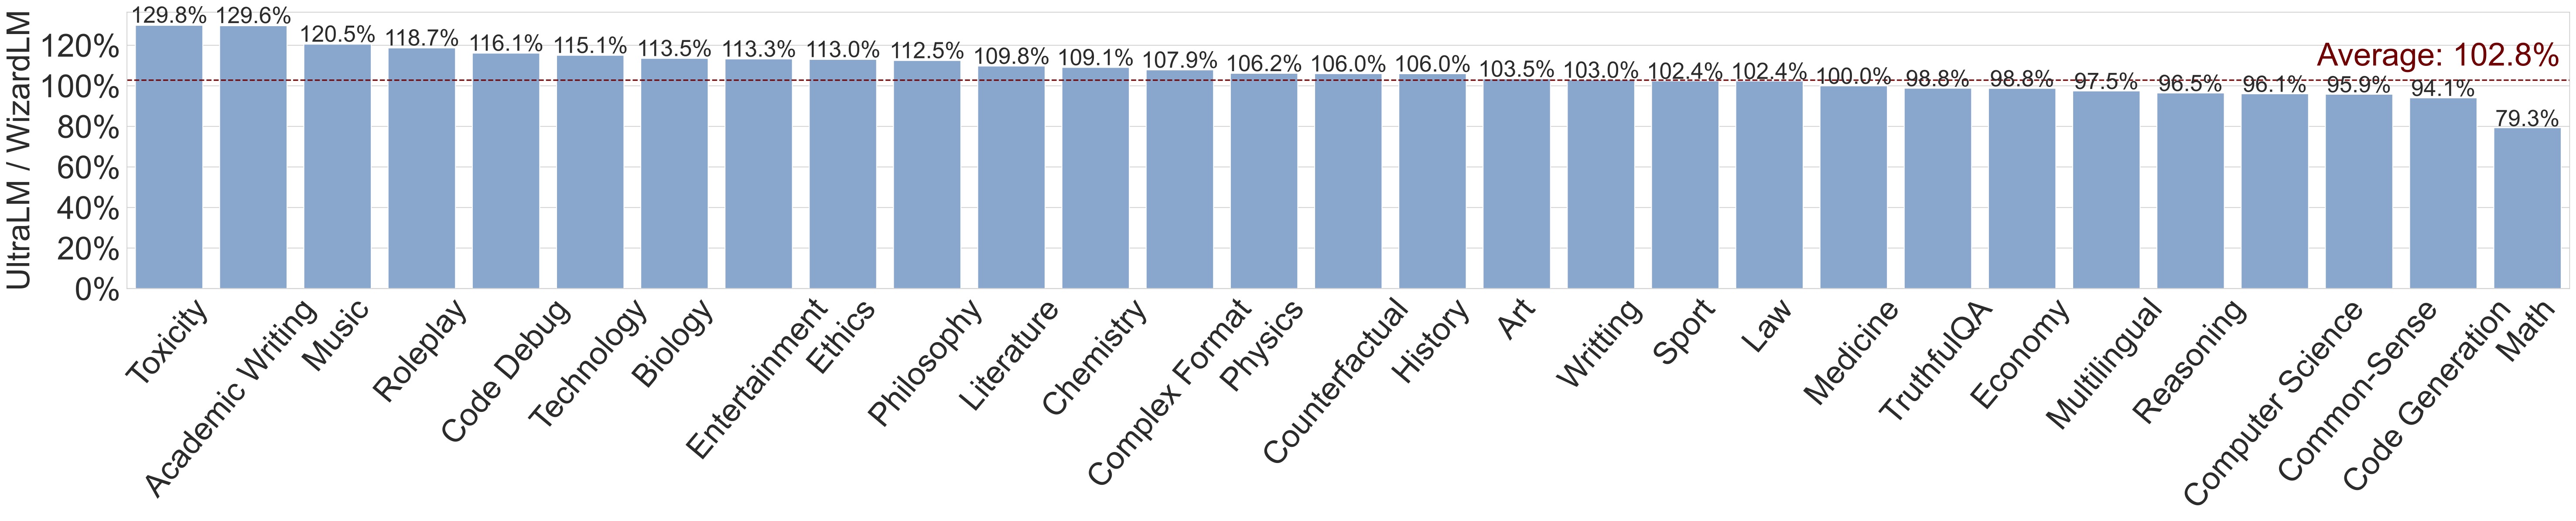 UltraLM / WizardLM
120%
100%
80%
60%
40%
20%
0%
129.8% 129.6% 120.5% 118.7% 116.1% 115.1% 113.5% 113.3% 113.0% 112.5% 109.8% 109.1% 107.9% 106.2% 106.0% 106.0% 103.5% 103.0% 102.4% 102.4% 100.0% 98.8% 98.8% 97.5% 96.5% 96.1% 95.9% 94.1% 79.3%
Average: 102.8%
Toxicity
Academic Writing
Music
Roleplay
Code Debug
Technology
Biology
Entertainment
Ethics
Philosophy
Literature
Chemistry
Complex Format
Physics
Counterfactual
History
Art
Writting
Sport
Law
Medicine
TruthfulQA
Economy
Multilingual
Reasoning
Computer Science
Common-Sense
Code Generation
Math